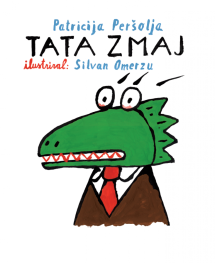 Patricija Peršolja
TATA ZMAJ
ilustriral: Silvan Omerzu